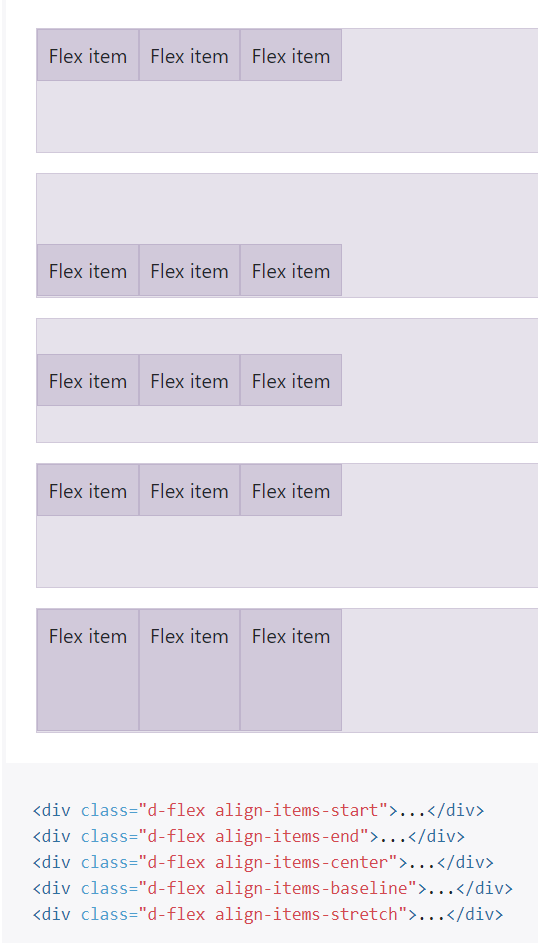 Flex item Flex item Flex item
Flex item Flex item Flex item
Flex item Flex item Flex item
Flex item Flex item Flex item
Flex item Flex item Flex item
<div class="d-flex align-items-start">...</div>
<div class="d-flex align-items-end">...</div>
<div class="d-flex align-items-center">...</div>
<div class="d-flex align-items-baseline">...</div>
<div class="d-flex align-items-stretch">...</div>